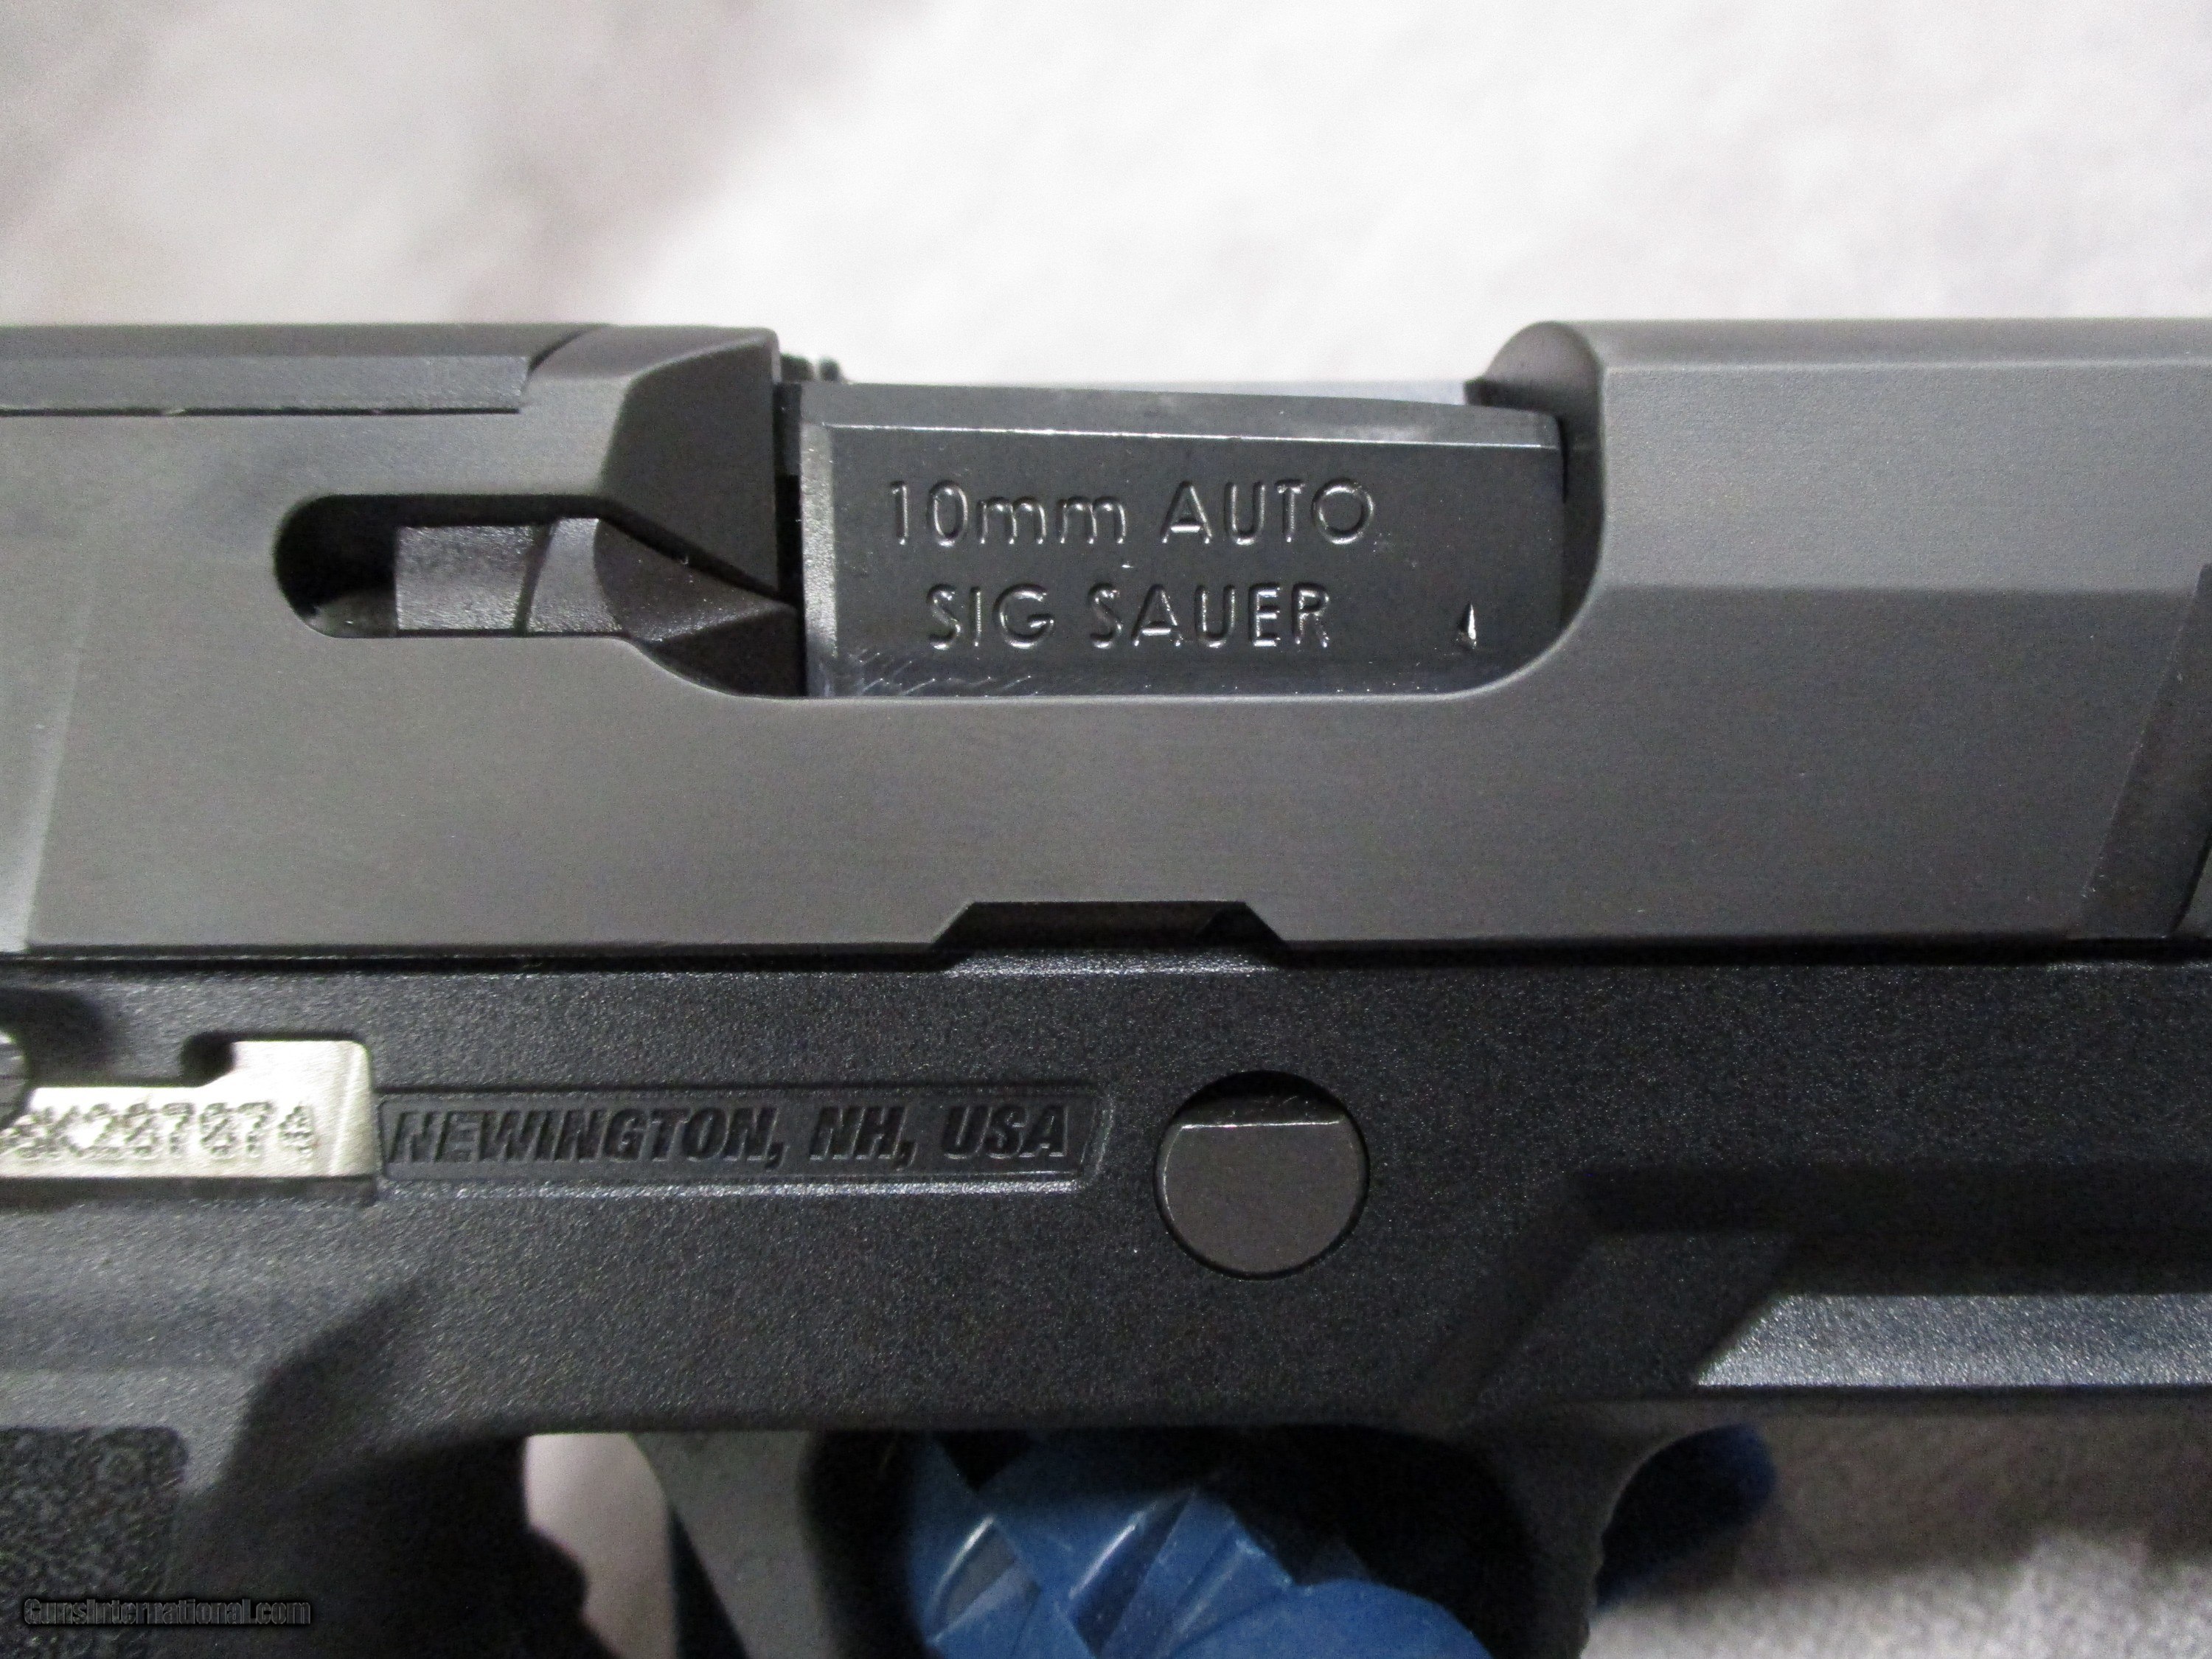 10mm AUTO
SIG SAUER
NEWINGTON, NH, USA
GunsInternational.com